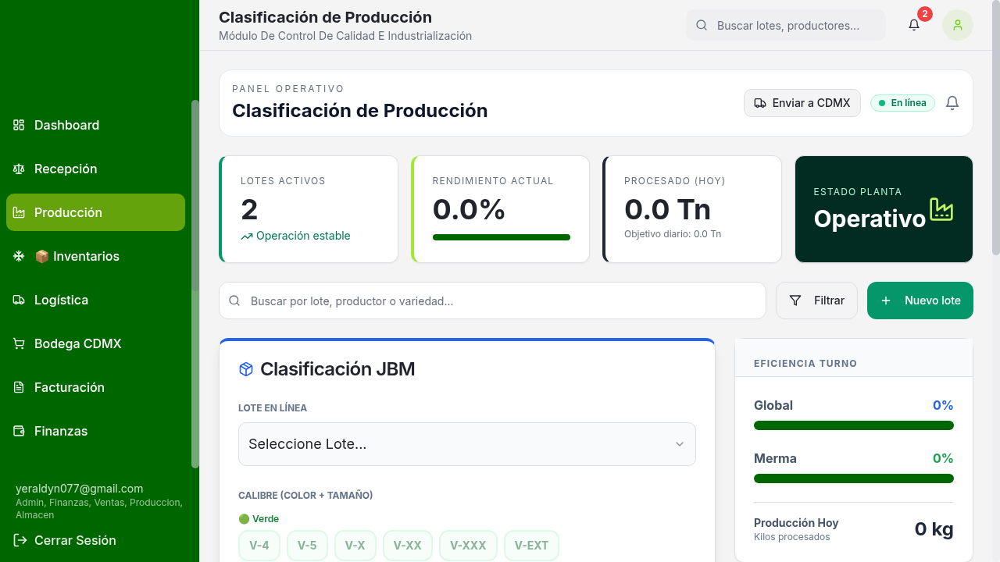 Clasificación de Producción
Módulo De Control De Calidad E Industrialización
Buscar lotes, productores...
2
Dashboard
Recepción
Producción
📦 Inventarios
Logística
Bodega CDMX
Facturación
Finanzas
yeraldyn077@gmail.com
Admin, Finanzas, Ventas, Produccion,
Almacen
Cerrar Sesión
PANEL OPERATIVO
Clasificación de Producción
Enviar a CDMX
En línea
LOTES ACTIVOS
2
Operación estable
RENDIMIENTO ACTUAL
0.0%
PROCESADO (HOY)
0.0 Tn
Objetivo diario: 0.0 Tn
ESTADO PLANTA
Operativo
Buscar por lote, productor o variedad...
Filtrar
Nuevo lote
Clasificación JBM
LOTE EN LÍNEA
Seleccione Lote...
CALIBRE (COLOR + TAMAÑO)
🟢 Verde
V-4 V-5 V-X V-XX V-XXX V-EXT
EFICIENCIA TURNO
Global 0%
Merma 0%
Producción Hoy
Kilos procesados
0 kg